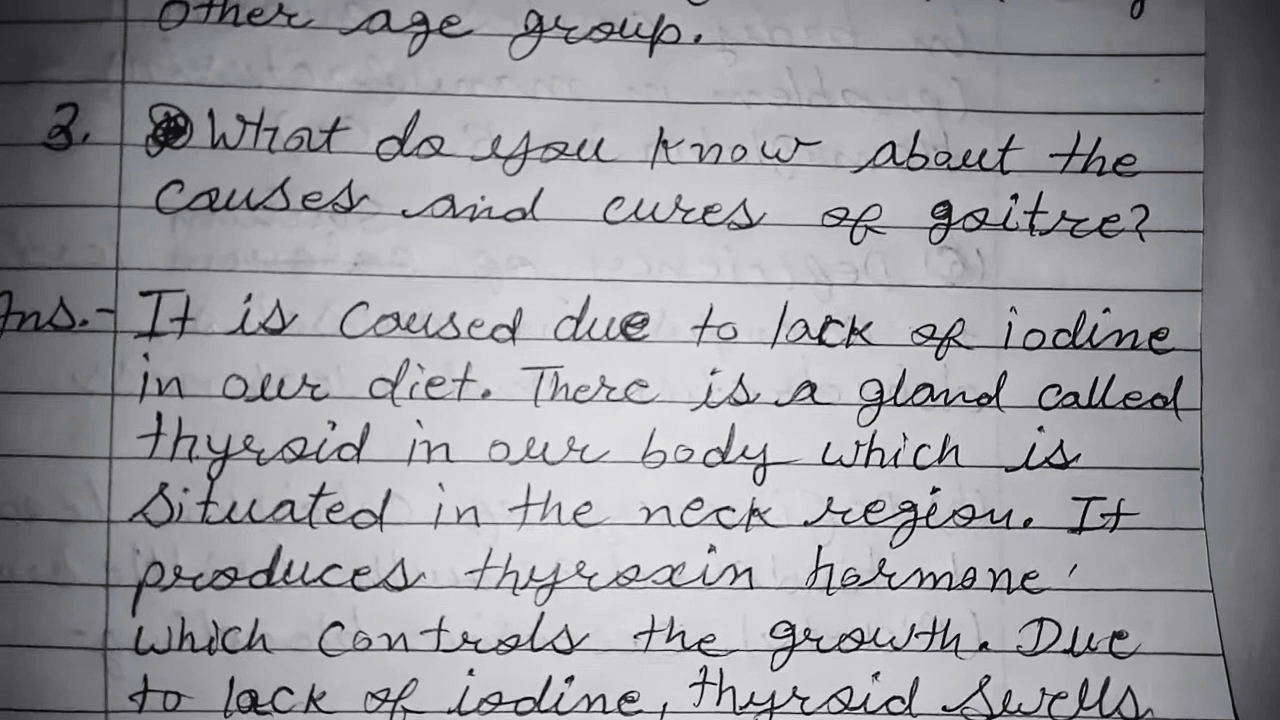 other age group.
3. What do you know about the
causes and cures of goitre?
Ans.- It is caused due to lack of iodine
in our diet. There is a gland called
thyroid in our body which is
situated in the neck region. It
produces thyroxin hormone
which controls the growth. Due
to lack of iodine, thyroid swells.